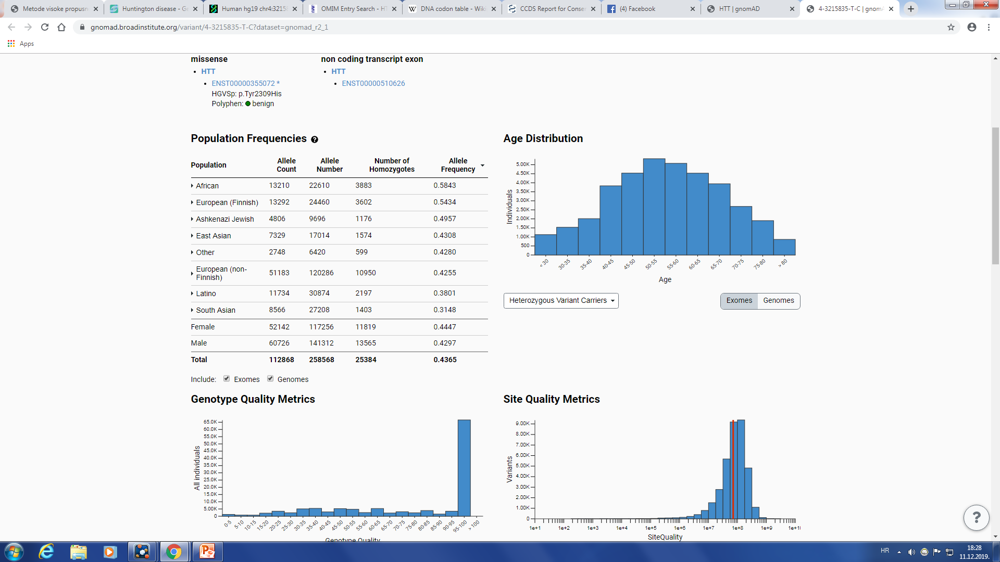 Metode visoke propusn
Huntington disease - Ge
Human hg19 chr4:32158
OMIM Entry Search - HT
DNA codon table - Wiki
CCDS Report for Conse
(4) Facebook
HTT | gnomAD
4-3215835-T-C | gnomA
gnomad.broadinstitute.org/variant/4-3215835-T-C?dataset=gnomad_r2_1
Apps
missense
HTT
ENST00000355072 *
HGVSp: p.Tyr2309His
Polyphen: benign
non coding transcript exon
HTT
ENST00000510626
Population Frequencies ?
Population Allele Count Allele Number Number of Homozygotes Allele Frequency
African 13210 22610 3883 0.5843
European (Finnish) 13292 24460 3602 0.5434
Ashkenazi Jewish 4806 9696 1176 0.4957
East Asian 7329 17014 1574 0.4308
Other 2748 6420 599 0.4280
European (non-Finnish) 51183 120286 10950 0.4255
Latino 11734 30874 2197 0.3801
South Asian 8566 27208 1403 0.3148
Female 52142 117256 11819 0.4447
Male 60726 141312 13565 0.4297
Total 112868 258568 25384 0.4365
Include: Exomes Genomes
Age Distribution
Individuals
5.00K
4.50K
4.00K
3.50K
3.00K
2.50K
2.00K
1.50K
1.00K
500
0
< 30 30-35 35-40 40-45 45-50 50-55 55-60 60-65 65-70 70-75 75-80 > 80
Age
Heterozygous Variant Carriers
Exomes Genomes
Genotype Quality Metrics
All individuals
65.0K
60.0K
55.0K
50.0K
45.0K
40.0K
35.0K
30.0K
25.0K
20.0K
15.0K
10.0K
5.00K
0
0-5 5-10 10-15 15-20 20-25 25-30 30-35 35-40 40-45 45-50 50-55 55-60 60-65 65-70 70-75 75-80 80-85 85-90 90-95 95-100 > 100
Genotype Quality
Site Quality Metrics
Variants
9.00K
8.00K
7.00K
6.00K
5.00K
4.00K
3.00K
2.00K
1.00K
0
1e+1 1e+2 1e+3 1e+4 1e+5 1e+6 1e+7 1e+8 1e+9 1e+10
SiteQuality
?
HR
18:28
11.12.2019.